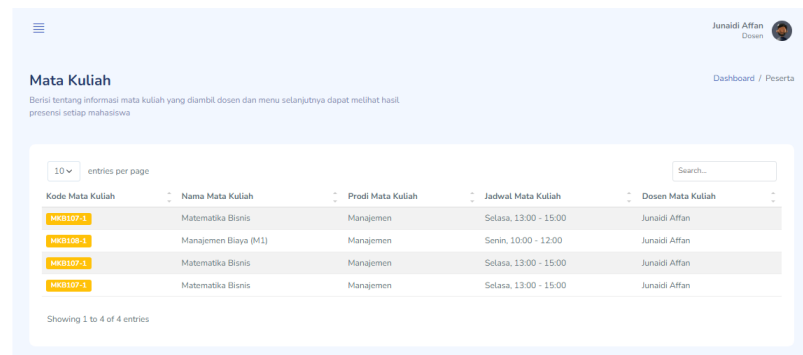 Junaidi Affan
Dosen
Mata Kuliah
Dashboard / Peserta
Berisi tentang informasi mata kuliah yang diambil dosen dan menu selanjutnya dapat melihat hasil
presensi setiap mahasiswa
10 entries per page
Search...
Kode Mata Kuliah Nama Mata Kuliah Prodi Mata Kuliah Jadwal Mata Kuliah Dosen Mata Kuliah
MKB107-1 Matematika Bisnis Manajemen Selasa, 13:00 - 15:00 Junaidi Affan
MKB108-1 Manajemen Biaya (M1) Manajemen Senin, 10:00 - 12:00 Junaidi Affan
MKB107-1 Matematika Bisnis Manajemen Selasa, 13:00 - 15:00 Junaidi Affan
MKB107-1 Matematika Bisnis Manajemen Selasa, 13:00 - 15:00 Junaidi Affan
Showing 1 to 4 of 4 entries